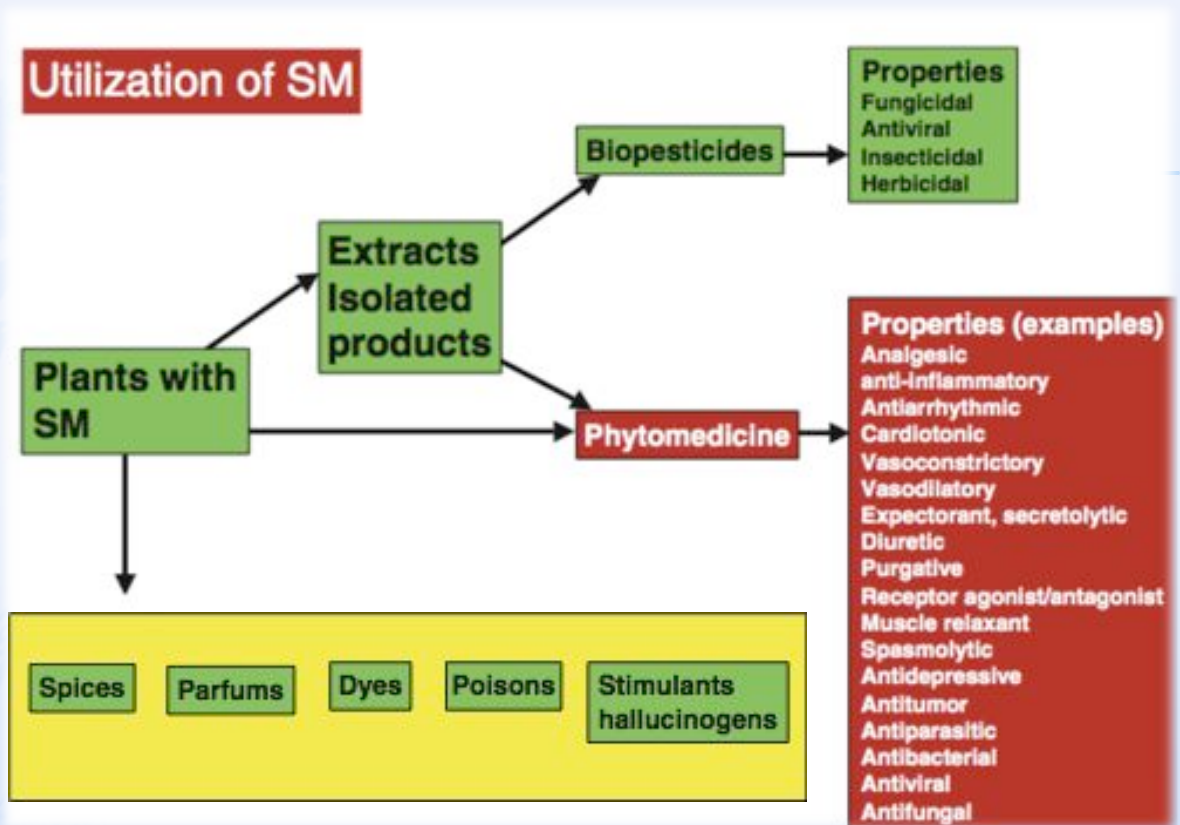 Utilization of SM
Properties
Fungicidal
Antiviral
Insecticidal
Herbicidal
Biopesticides
Extracts
Isolated
products
Plants with
SM
Phytomedicine
Properties (examples)
Analgesic
anti-inflammatory
Antiarrhythmic
Cardiotonic
Vasoconstrictory
Vasodilatory
Expectorant, secretolytic
Diuretic
Purgative
Receptor agonist/antagonist
Muscle relaxant
Spasmolytic
Antidepressive
Antitumor
Antiparasitic
Antibacterial
Antiviral
Antifungal
Spices
Parfums
Dyes
Poisons
Stimulants
hallucinogens